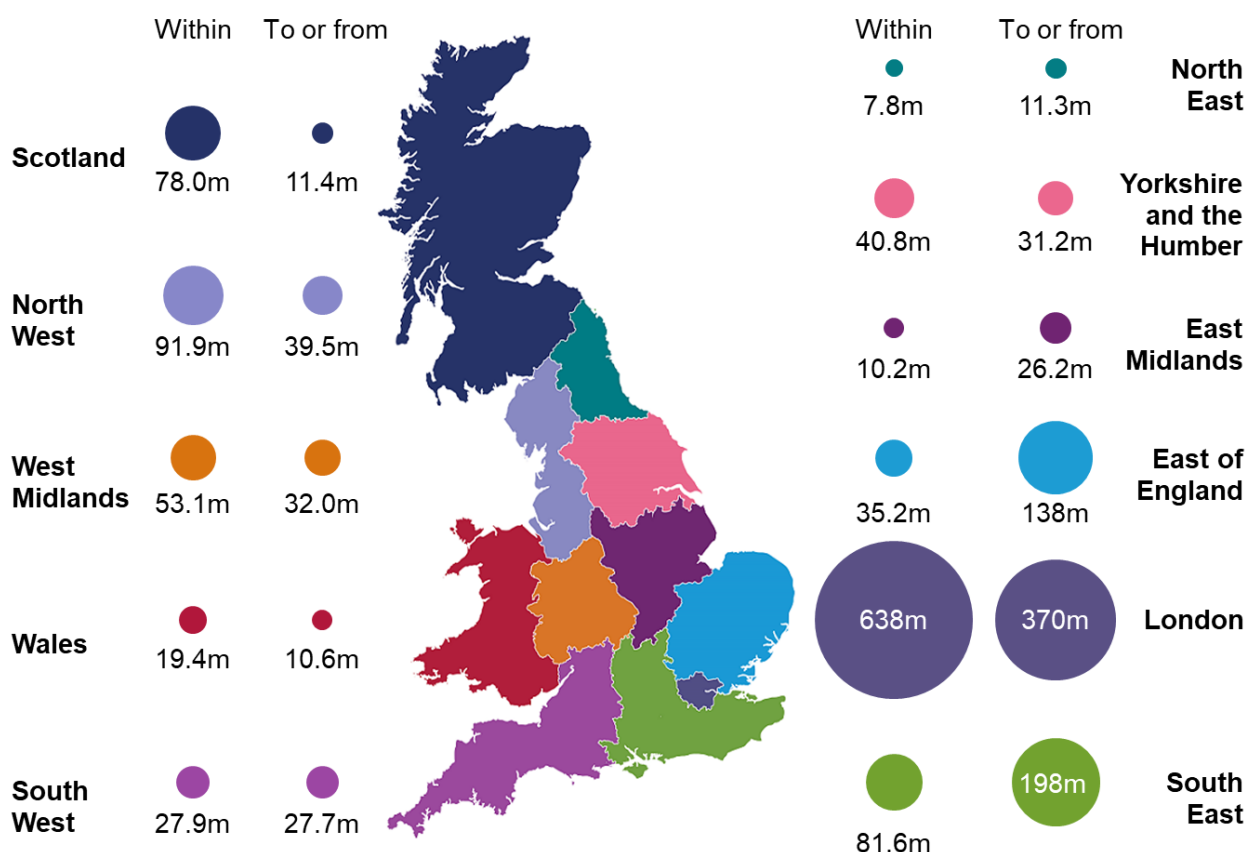 Within To or from
Scotland
78.0m 11.4m
North
West
91.9m 39.5m
West
Midlands
53.1m 32.0m
Wales
19.4m 10.6m
South
West
27.9m 27.7m
Within To or from
North
East
7.8m 11.3m
Yorkshire
and the
Humber
40.8m 31.2m
East
Midlands
10.2m 26.2m
East of
England
35.2m 138m
638m 370m London
198m South
East
81.6m